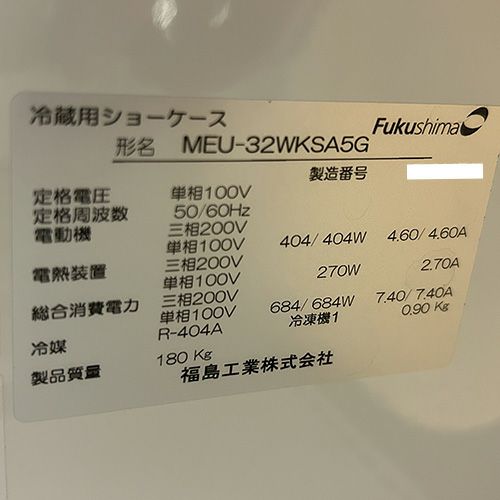 冷蔵用ショーケース
Fukushima
形名 MEU-32WKSA5G
製造番号
定格電圧 単相100V
定格周波数 50/60Hz
電動機 三相200V
単相100V 404/ 404W 4.60/ 4.60A
電熱装置 三相200V
単相100V 270W 2.70A
総合消費電力 三相200V
単相100V 684/ 684W 7.40/ 7.40A
冷媒 R-404A 冷凍機1 0.90 Kg
製品質量 180 Kg
福島工業株式会社